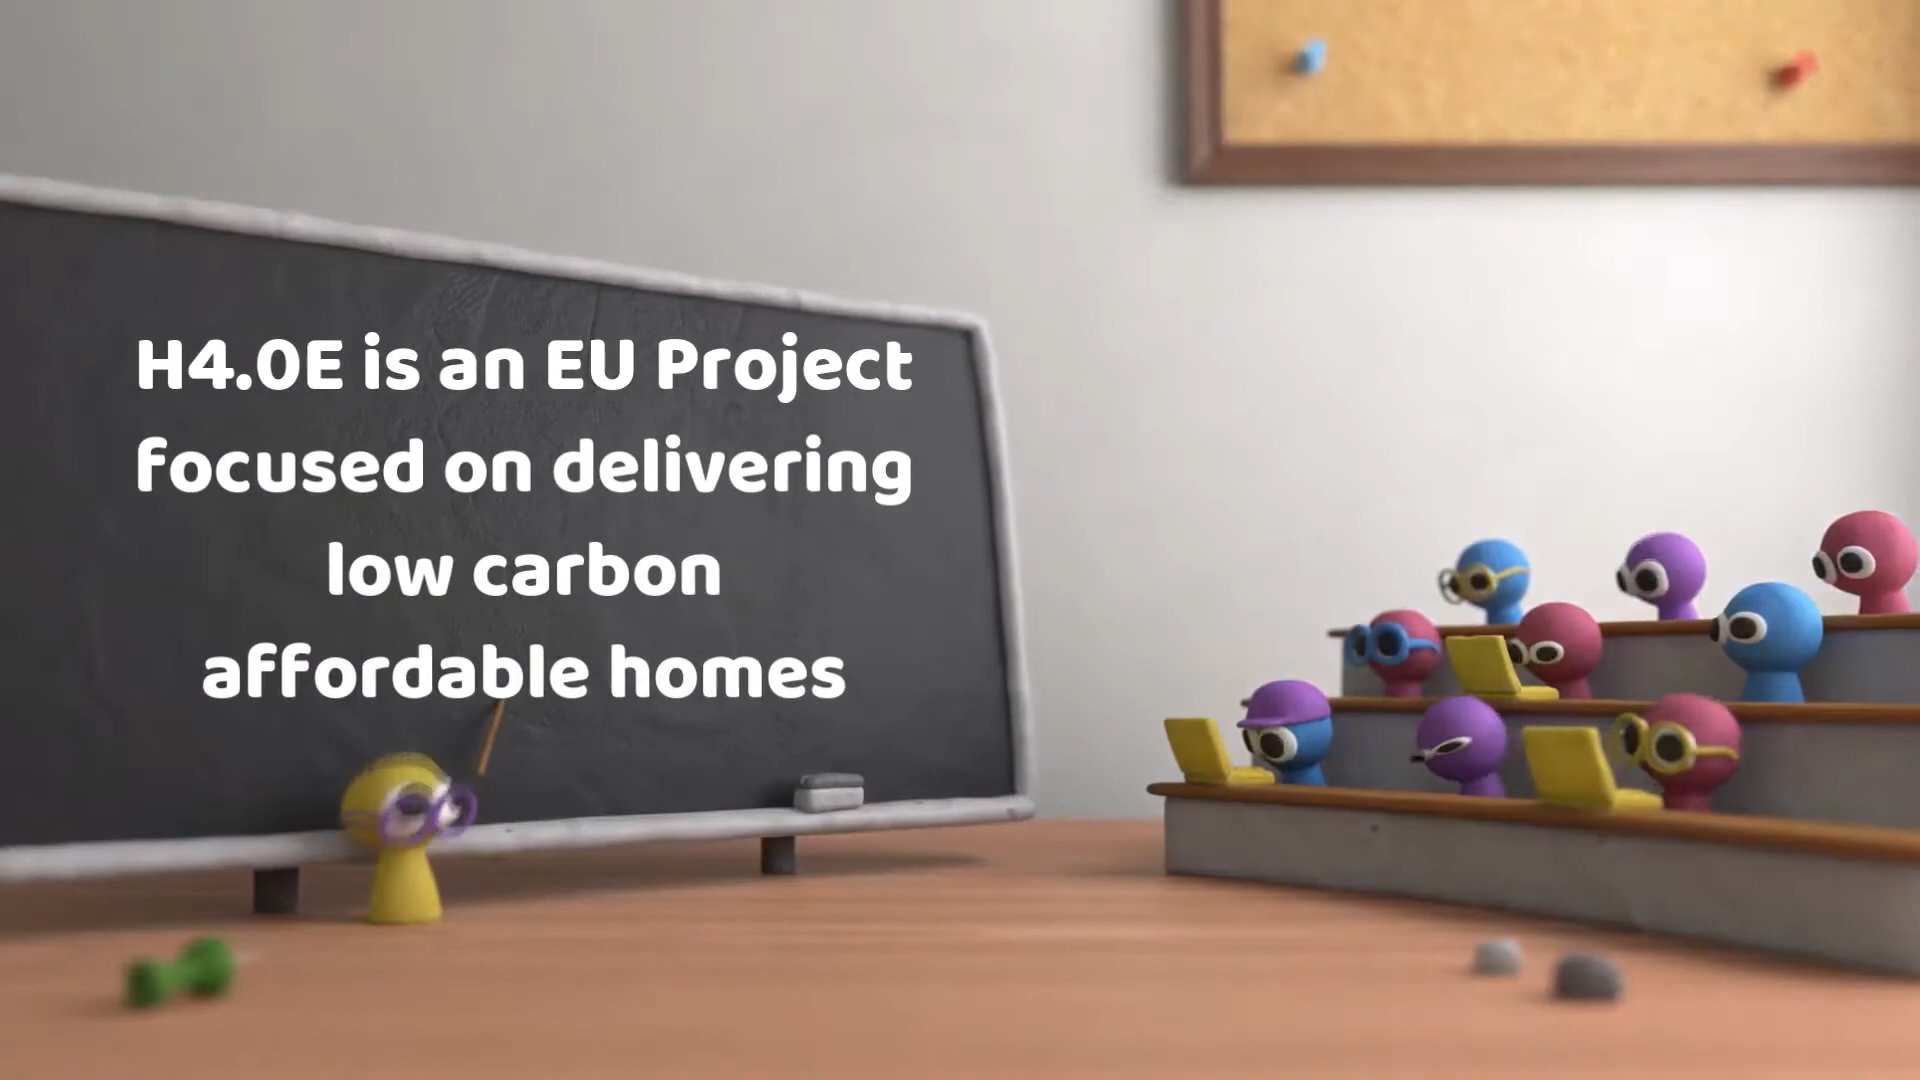 H4.0E is an EU Project
focused on delivering
low carbon
affordable homes